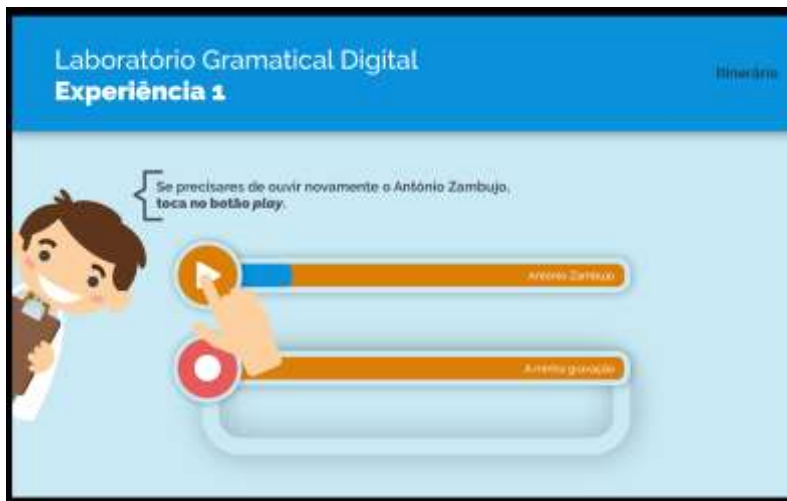 Laboratório Gramatical Digital
Experiência 1
Itinerário
Se precisares de ouvir novamente o António Zambujo,
toca no botão play.
António Zambujo
A minha gravação